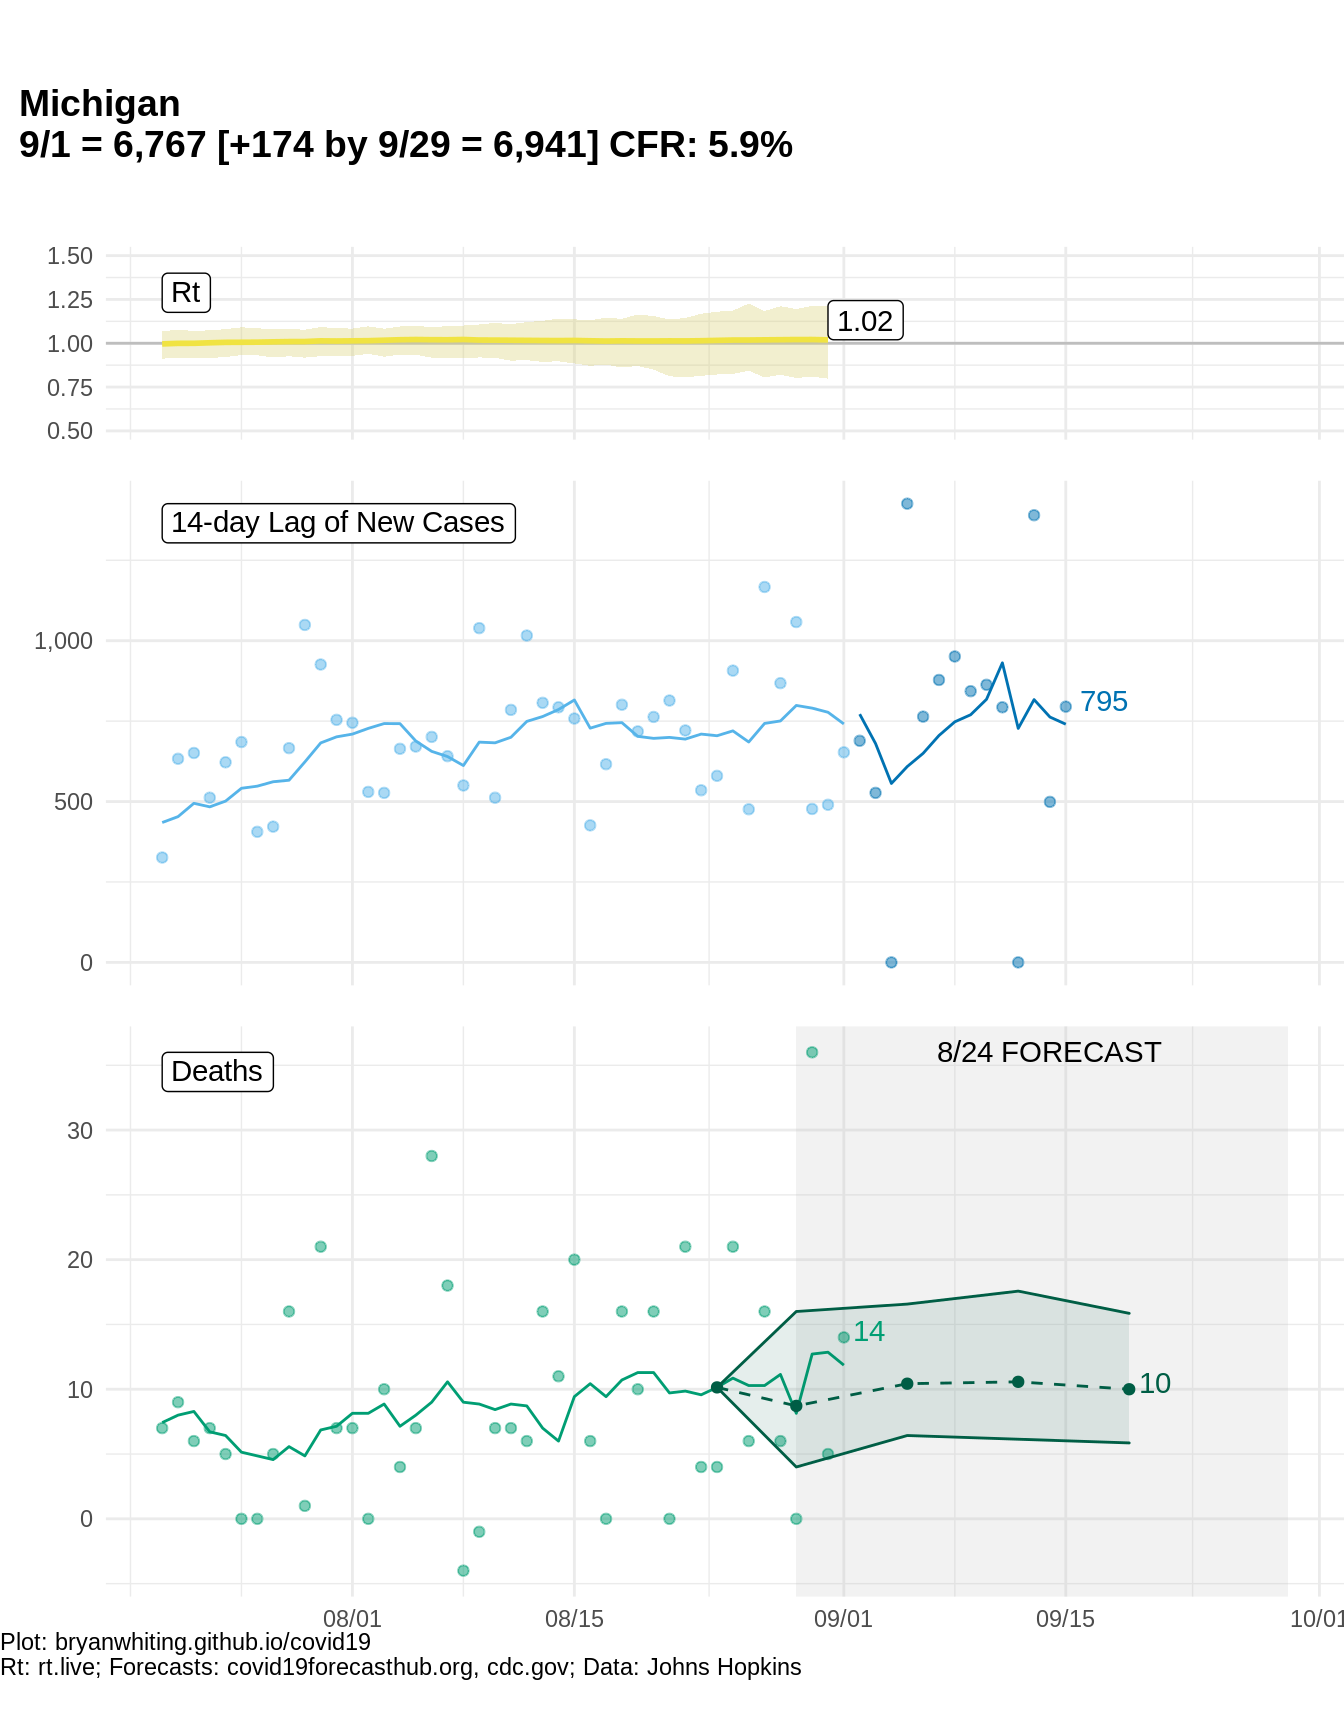 Michigan
9/1 = 6,767 [+174 by 9/29 = 6,941] CFR: 5.9%
1.50
Rt
1.25
1.02
1.00
0.75
0.50
14-day Lag of New Cases
1,000
795
500
0
8/24 FORECAST
Deaths
30
20
14
10
10
0
08/01
08/15
09/01
09/15
10/01
Plot: bryanwhiting.github.io/covid19
Rt: rt.live; Forecasts: covid19forecasthub.org, cdc.gov; Data: Johns Hopkins